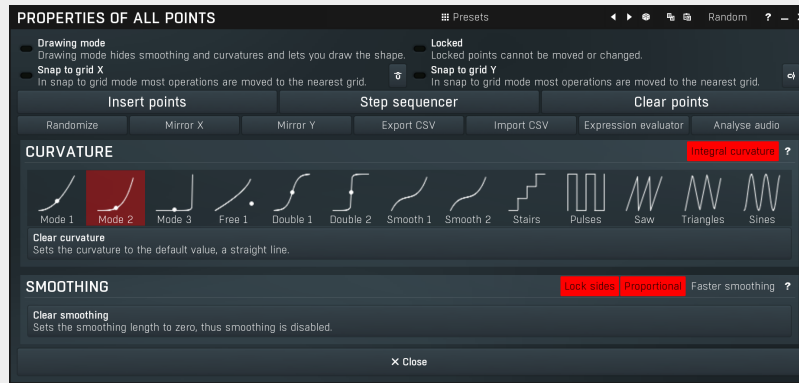 PROPERTIES OF ALL POINTS Presets Random ?
Drawing mode
Drawing mode hides smoothing and curvatures and lets you draw the shape.
Locked
Locked points cannot be moved or changed.
Snap to grid X
In snap to grid mode most operations are moved to the nearest grid.
Snap to grid Y
In snap to grid mode most operations are moved to the nearest grid.
Insert points Step sequencer Clear points
Randomize Mirror X Mirror Y Export CSV Import CSV Expression evaluator Analyse audio
CURVATURE Integral curvature ?
Mode 1 Mode 2 Mode 3 Free 1 Double 1 Double 2 Smooth 1 Smooth 2 Stairs Pulses Saw Triangles Sines
Clear curvature
Sets the curvature to the default value, a straight line.
SMOOTHING Lock sides Proportional Faster smoothing ?
Clear smoothing
Sets the smoothing length to zero, thus smoothing is disabled.
Close